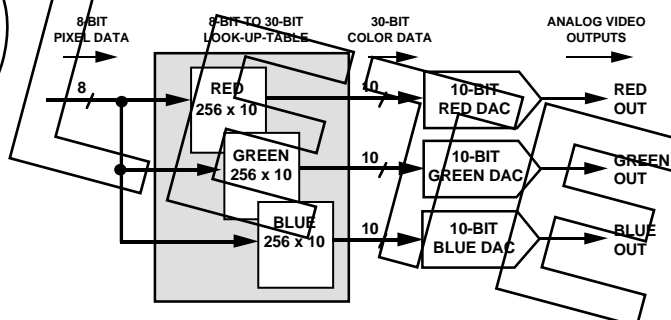 8-BIT
PIXEL DATA
8-BIT TO 30-BIT
LOOK-UP-TABLE
30-BIT
COLOR DATA
ANALOG VIDEO
OUTPUTS
8
RED
256 x 10
10
10-BIT
RED DAC
RED
OUT
GREEN
256 x 10
10
10-BIT
GREEN DAC
GREEN
OUT
BLUE
256 x 10
10
10-BIT
BLUE DAC
BLUE
OUT